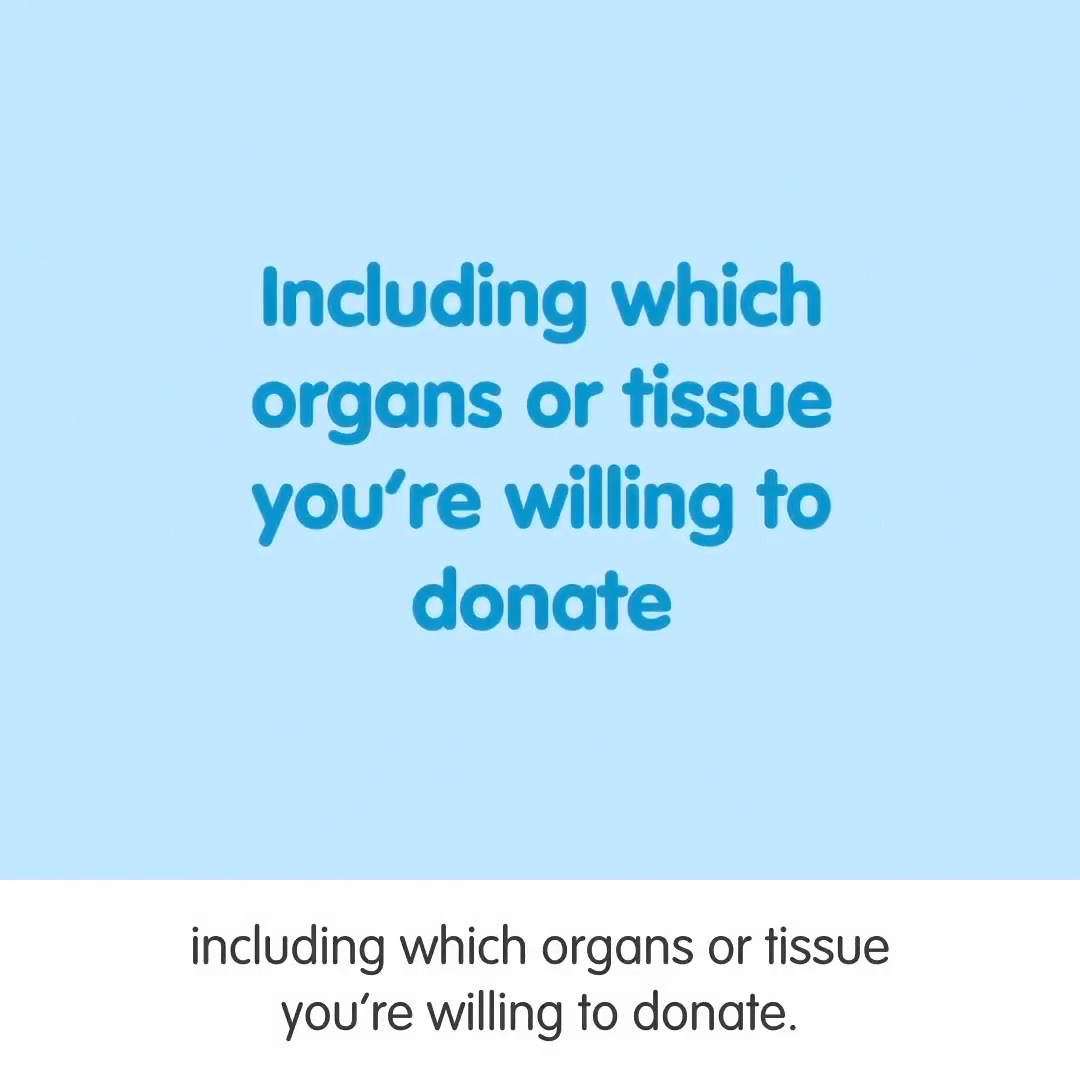 Including which
organs or tissue
you’re willing to
donate
including which organs or tissue
you’re willing to donate.